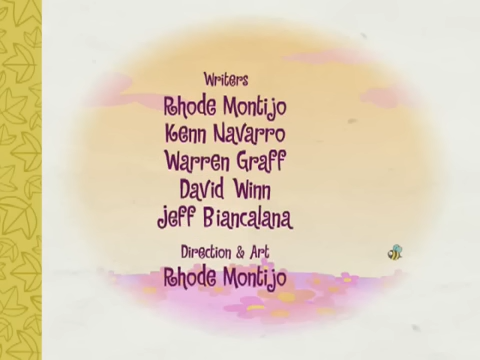 Writers
Rhode Montijo
Kenn Navarro
Warren Graff
David Winn
Jeff Biancalana
Direction & Art
Rhode Montijo